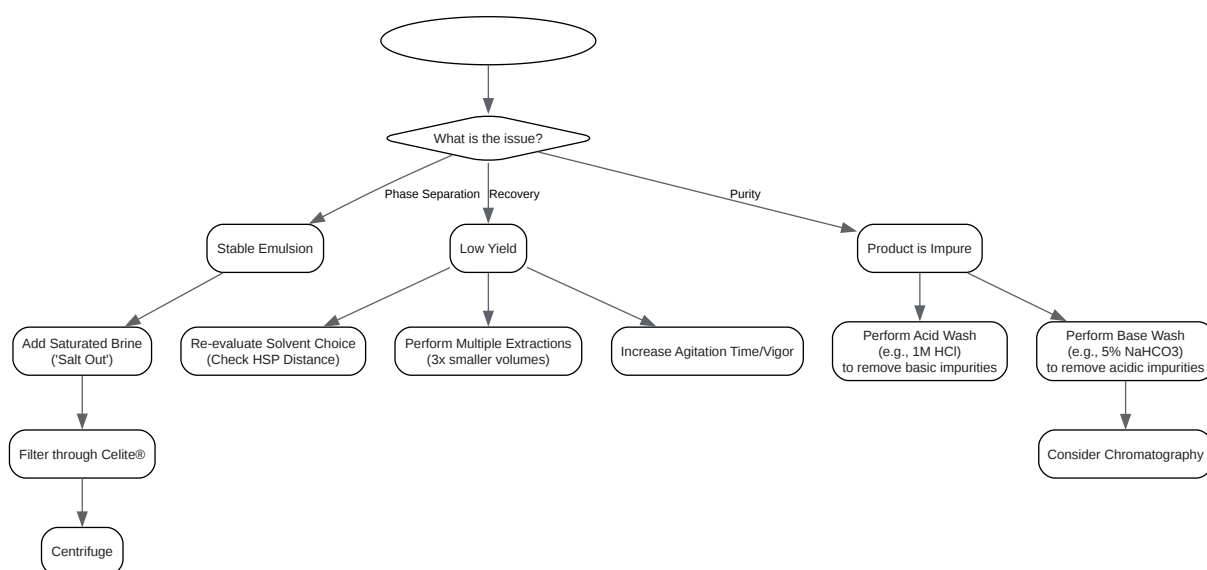 What is the issue?
Phase Separation
Recovery
Purity
Stable Emulsion
Low Yield
Product is Impure
Add Saturated Brine
('Salt Out')
Re-evaluate Solvent Choice
(Check HSP Distance)
Perform Multiple Extractions
(3x smaller volumes)
Increase Agitation Time/Vigor
Perform Acid Wash
(e.g., 1M HCl)
to remove basic impurities
Perform Base Wash
(e.g., 5% NaHCO3)
to remove acidic impurities
Filter through Celite®
Consider Chromatography
Centrifuge